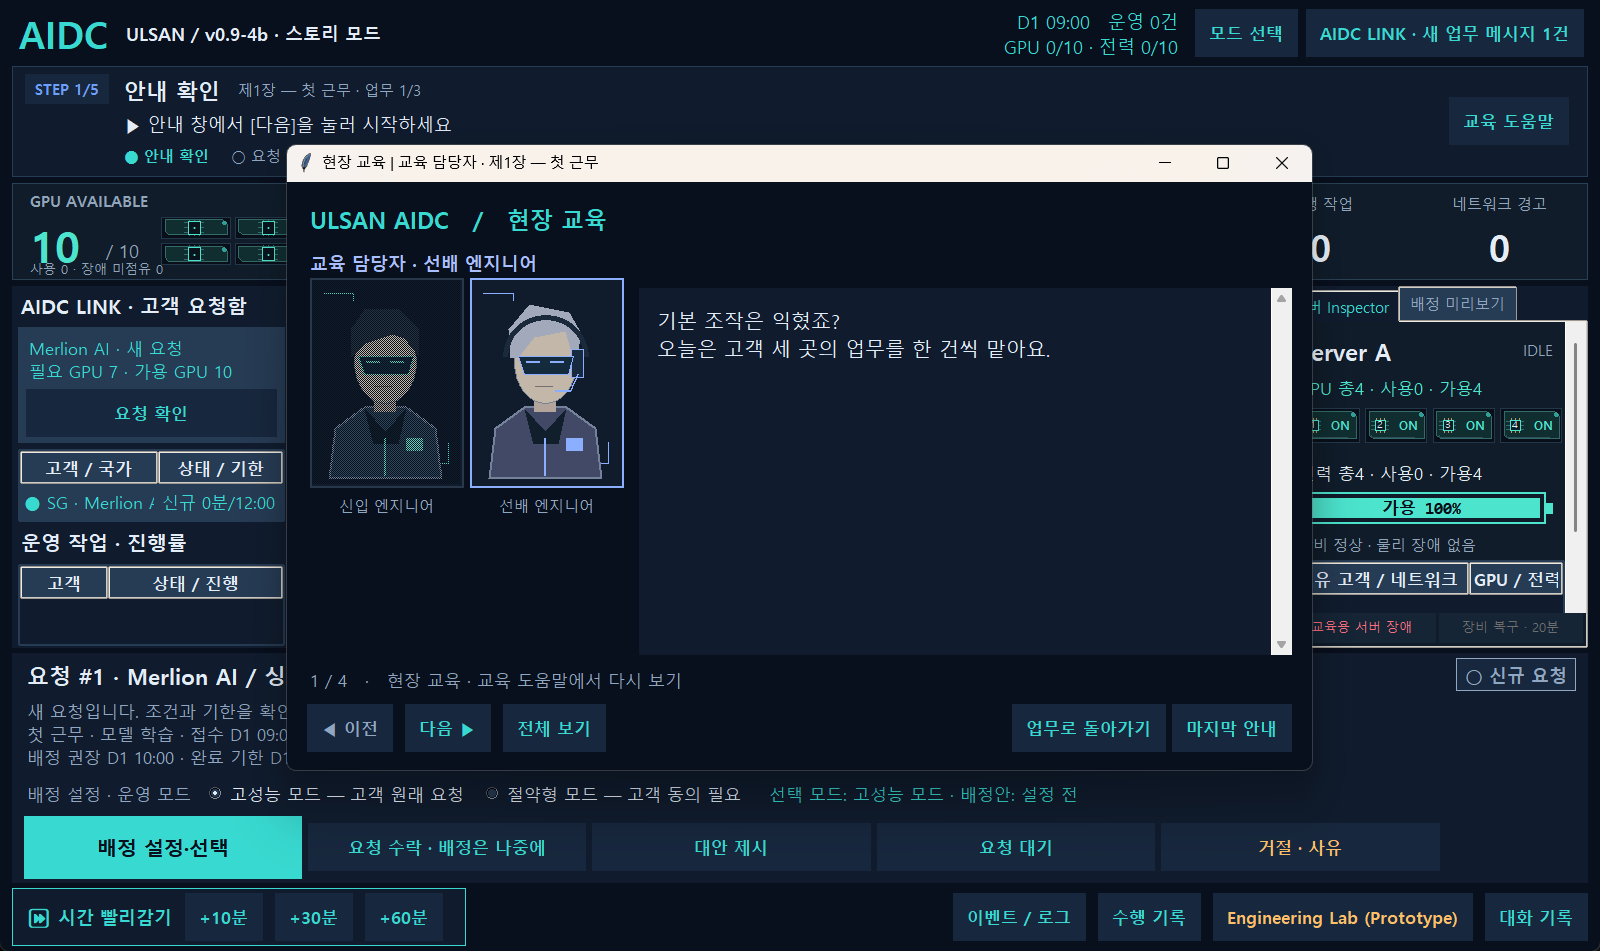 AIDC ULSAN / v0.9-4b · 스토리 모드
D1 09:00 운영 0건
GPU 0/10 · 전력 0/10
모드 선택
AIDC LINK · 새 업무 메시지 1건
STEP 1/5 안내 확인 제1장 — 첫 근무 · 업무 1/3
▶ 안내 창에서 [다음]을 눌러 시작하세요
● 안내 확인 ○ 요청
교육 도움말
현장 교육 | 교육 담당자 · 제1장 — 첫 근무
GPU AVAILABLE
10 / 10
사용 0 · 장애 미점유 0
작업
0
네트워크 경고
0
ULSAN AIDC / 현장 교육
교육 담당자 · 선배 엔지니어
신입 엔지니어
선배 엔지니어
기본 조작은 익혔죠?
오늘은 고객 세 곳의 업무를 한 건씩 맡아요.
1 / 4 · 현장 교육 · 교육 도움말에서 다시 보기
◀ 이전
다음 ▶
전체 보기
업무로 돌아가기
마지막 안내
AIDC LINK · 고객 요청함
Merlion AI · 새 요청
필요 GPU 7 · 가용 GPU 10
요청 확인
고객 / 국가 상태 / 기한
● SG · Merlion 신규 0분/12:00
운영 작업 · 진행률
고객 상태 / 진행
Inspector
배정 미리보기
erver A IDLE
PU 총4 · 사용0 · 가용4
ON 2 ON 3 ON 4 ON
력 총4 · 사용0 · 가용4
가용 100%
비 정상 · 물리 장애 없음
유 고객 / 네트워크 GPU / 전력
교육용 서버 장애
장비 복구 · 20분
요청 #1 · Merlion AI / 싱
○ 신규 요청
새 요청입니다. 조건과 기한을 확인
첫 근무 · 모델 학습 · 접수 D1 09:0
배정 권장 D1 10:00 · 완료 기한 D1
배정 설정 · 운영 모드 고성능 모드 — 고객 원래 요청 절약형 모드 — 고객 동의 필요 선택 모드: 고성능 모드 · 배정안: 설정 전
배정 설정·선택
요청 수락 · 배정은 나중에
대안 제시
요청 대기
거절 · 사유
시간 빨리감기 +10분 +30분 +60분
이벤트 / 로그
수행 기록
Engineering Lab (Prototype)
대화 기록